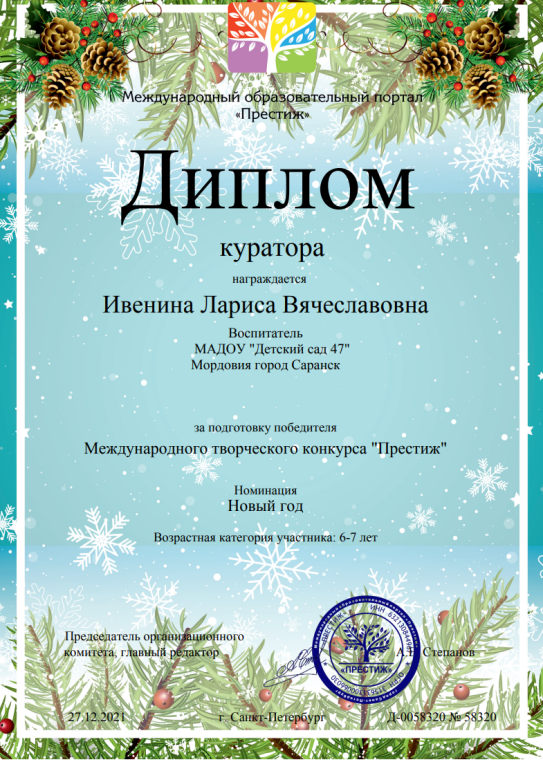 Международный образовательный портал
«Престиж»
Диплом
куратора
награждается
Ивенина Лариса Вячеславовна
Воспитатель
МАДОУ "Детский сад 47"
Мордовия город Саранск
за подготовку победителя
Международного творческого конкурса "Престиж"
Номинация
Новый год
Возрастная категория участника: 6-7 лет
Председатель организационного
комитета, главный редактор
Степанов
«ПРЕСТИЖ»
27.12.2021 г. Санкт-Петербург Д-0058320 № 58320